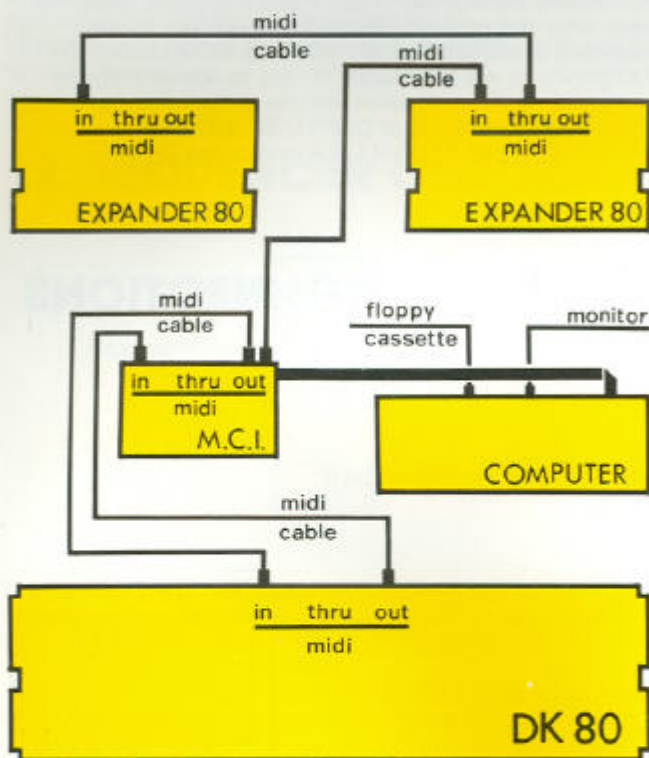 midi
cable
midi
cable
in thru out
midi
EXPANDER 80
in thru out
midi
EXPANDER 80
midi
cable
floppy
cassette
monitor
in thru out
midi
M.C.I.
COMPUTER
midi
cable
in thru out
midi
DK 80